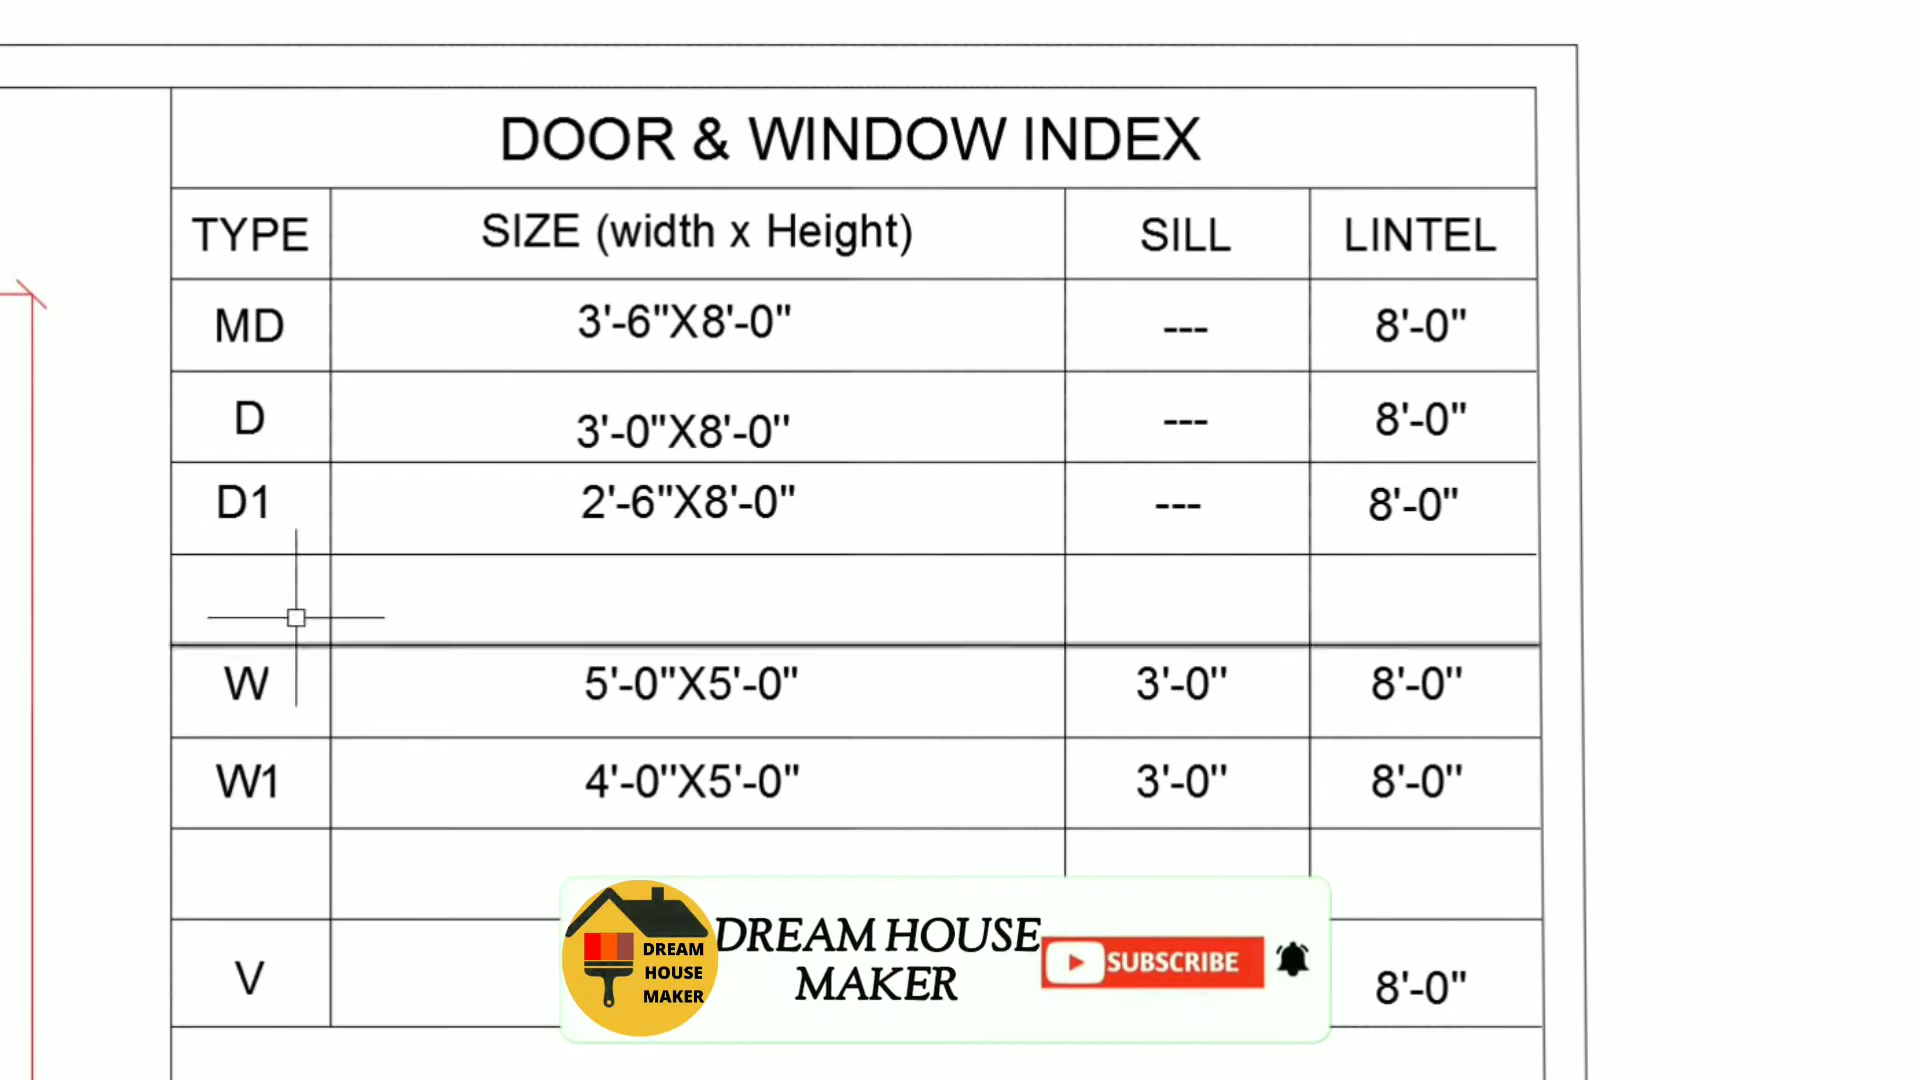 DOOR & WINDOW INDEX
TYPE SIZE (width x Height) SILL LINTEL
MD 3'-6"X8'-0" --- 8'-0"
D 3'-0"X8'-0" --- 8'-0"
D1 2'-6"X8'-0" --- 8'-0"
W 5'-0"X5'-0" 3'-0" 8'-0"
W1 4'-0"X5'-0" 3'-0" 8'-0"
V 8'-0"
DREAM
HOUSE
MAKER
DREAM HOUSE
MAKER
SUBSCRIBE